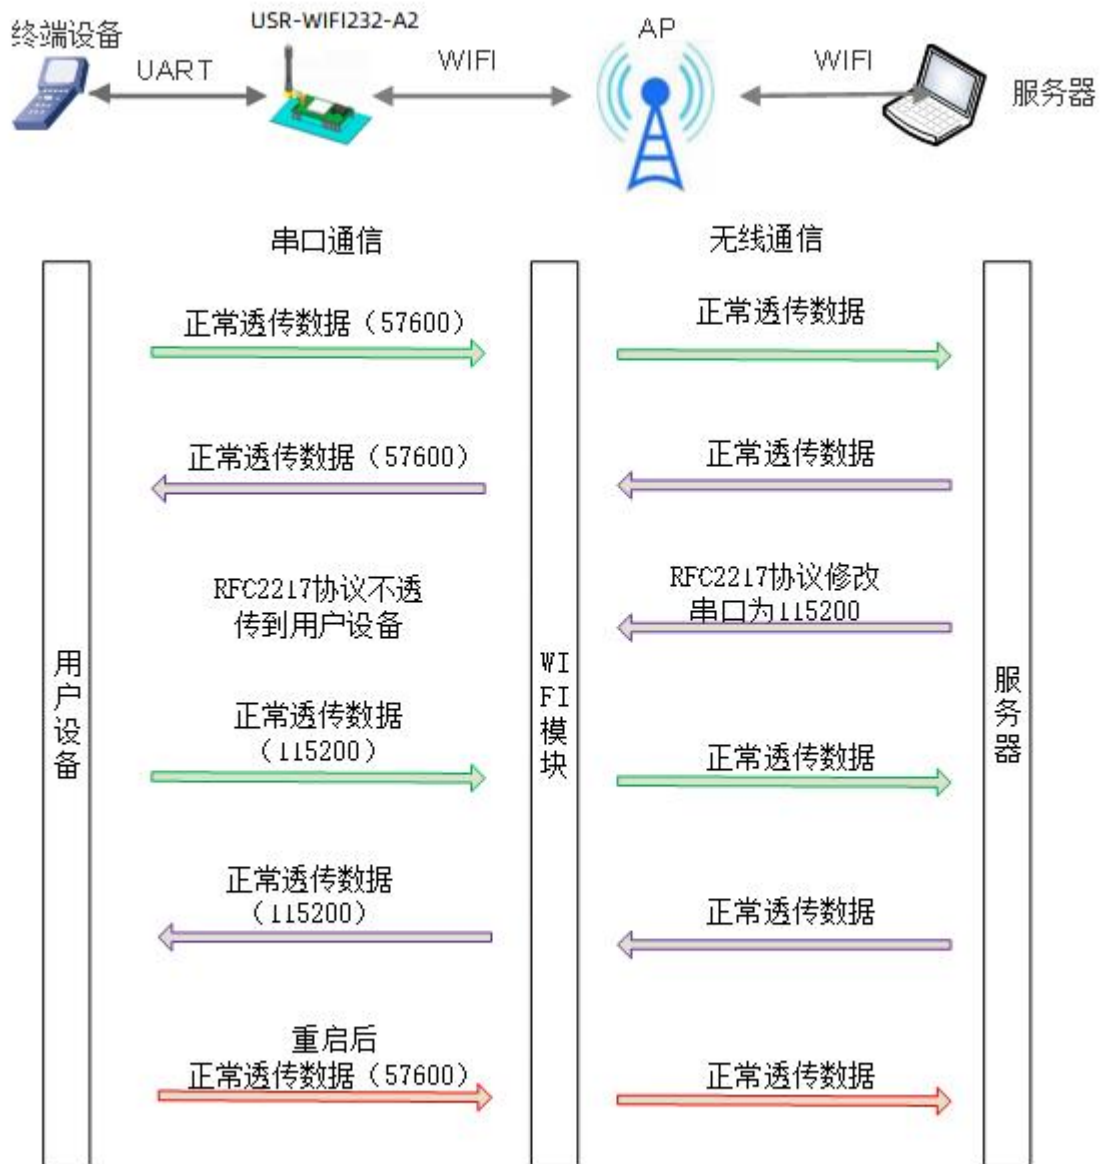 终端设备
USR-WIFI232-A2
AP
UART
WIFI
WIFI
服务器
串口通信
无线通信
正常透传数据（57600）
正常透传数据
正常透传数据（57600）
正常透传数据
RFC2217协议不透
传到用户设备
RFC2217协议修改
串口为115200
用户设备
WIFI模块
服务器
正常透传数据
（115200）
正常透传数据
正常透传数据
（115200）
正常透传数据
重启后
正常透传数据（57600）
正常透传数据